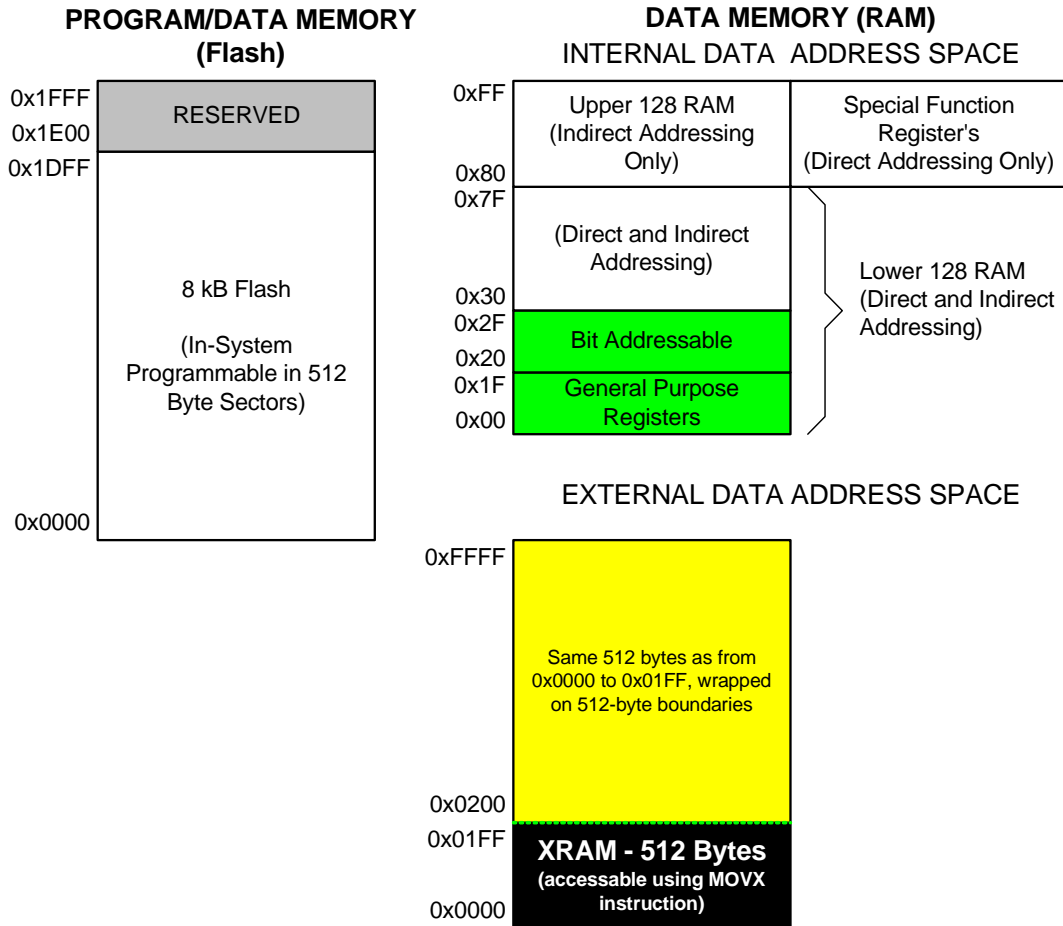 PROGRAM/DATA MEMORY
(Flash)
0x1FFF
RESERVED
0x1E00
0x1DFF
8 kB Flash
(In-System
Programmable in 512
Byte Sectors)
0x0000
DATA MEMORY (RAM)
INTERNAL DATA ADDRESS SPACE
0xFF
Upper 128 RAM
(Indirect Addressing
Only)
0x80
Special Function
Register's
(Direct Addressing Only)
0x7F
(Direct and Indirect
Addressing)
0x30
0x2F
Bit Addressable
0x20
0x1F
General Purpose
Registers
0x00
Lower 128 RAM
(Direct and Indirect
Addressing)
EXTERNAL DATA ADDRESS SPACE
0xFFFF
Same 512 bytes as from
0x0000 to 0x01FF, wrapped
on 512-byte boundaries
0x0200
0x01FF
XRAM - 512 Bytes
(accessable using MOVX
instruction)
0x0000